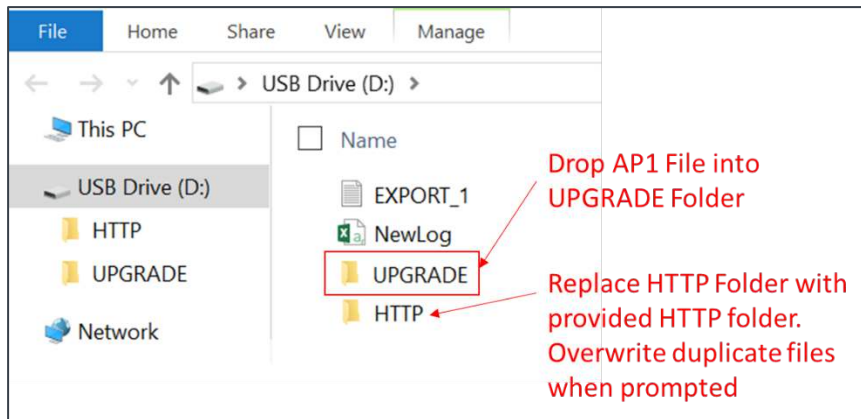 File Home Share View Manage
USB Drive (D:)
This PC
Name
USB Drive (D:)
EXPORT_1
HTTP
NewLog
UPGRADE
UPGRADE
HTTP
Network
Drop AP1 File into
UPGRADE Folder
Replace HTTP Folder with
provided HTTP folder.
Overwrite duplicate files
when prompted